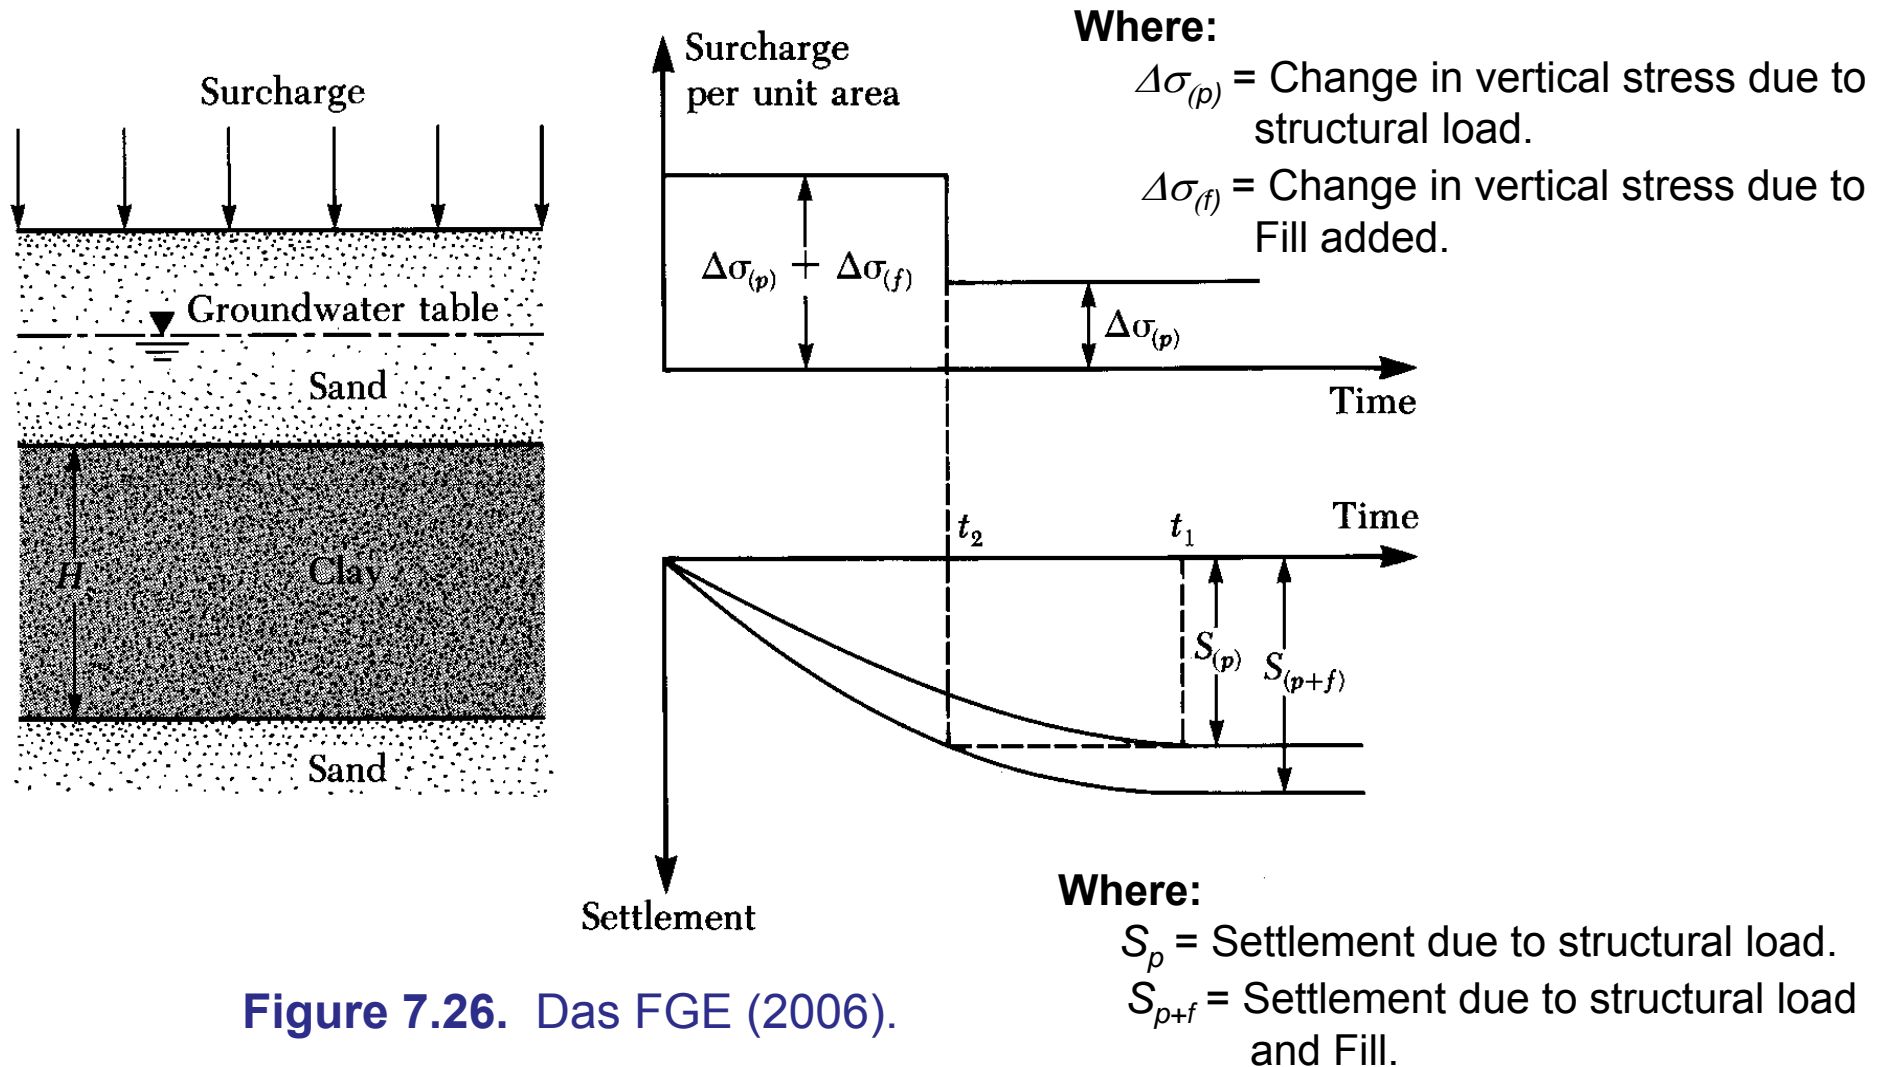 Surcharge
Groundwater table
Sand
H
Clay
Sand
Surcharge
per unit area
Δσ(p) + Δσ(f)
Δσ(p)
Time
Time
t2
t1
S(p)
S(p+f)
Settlement
Where:
Δσ(p) = Change in vertical stress due to
structural load.
Δσ(f) = Change in vertical stress due to
Fill added.
Where:
Sp = Settlement due to structural load.
Sp+f = Settlement due to structural load
and Fill.
Figure 7.26. Das FGE (2006).